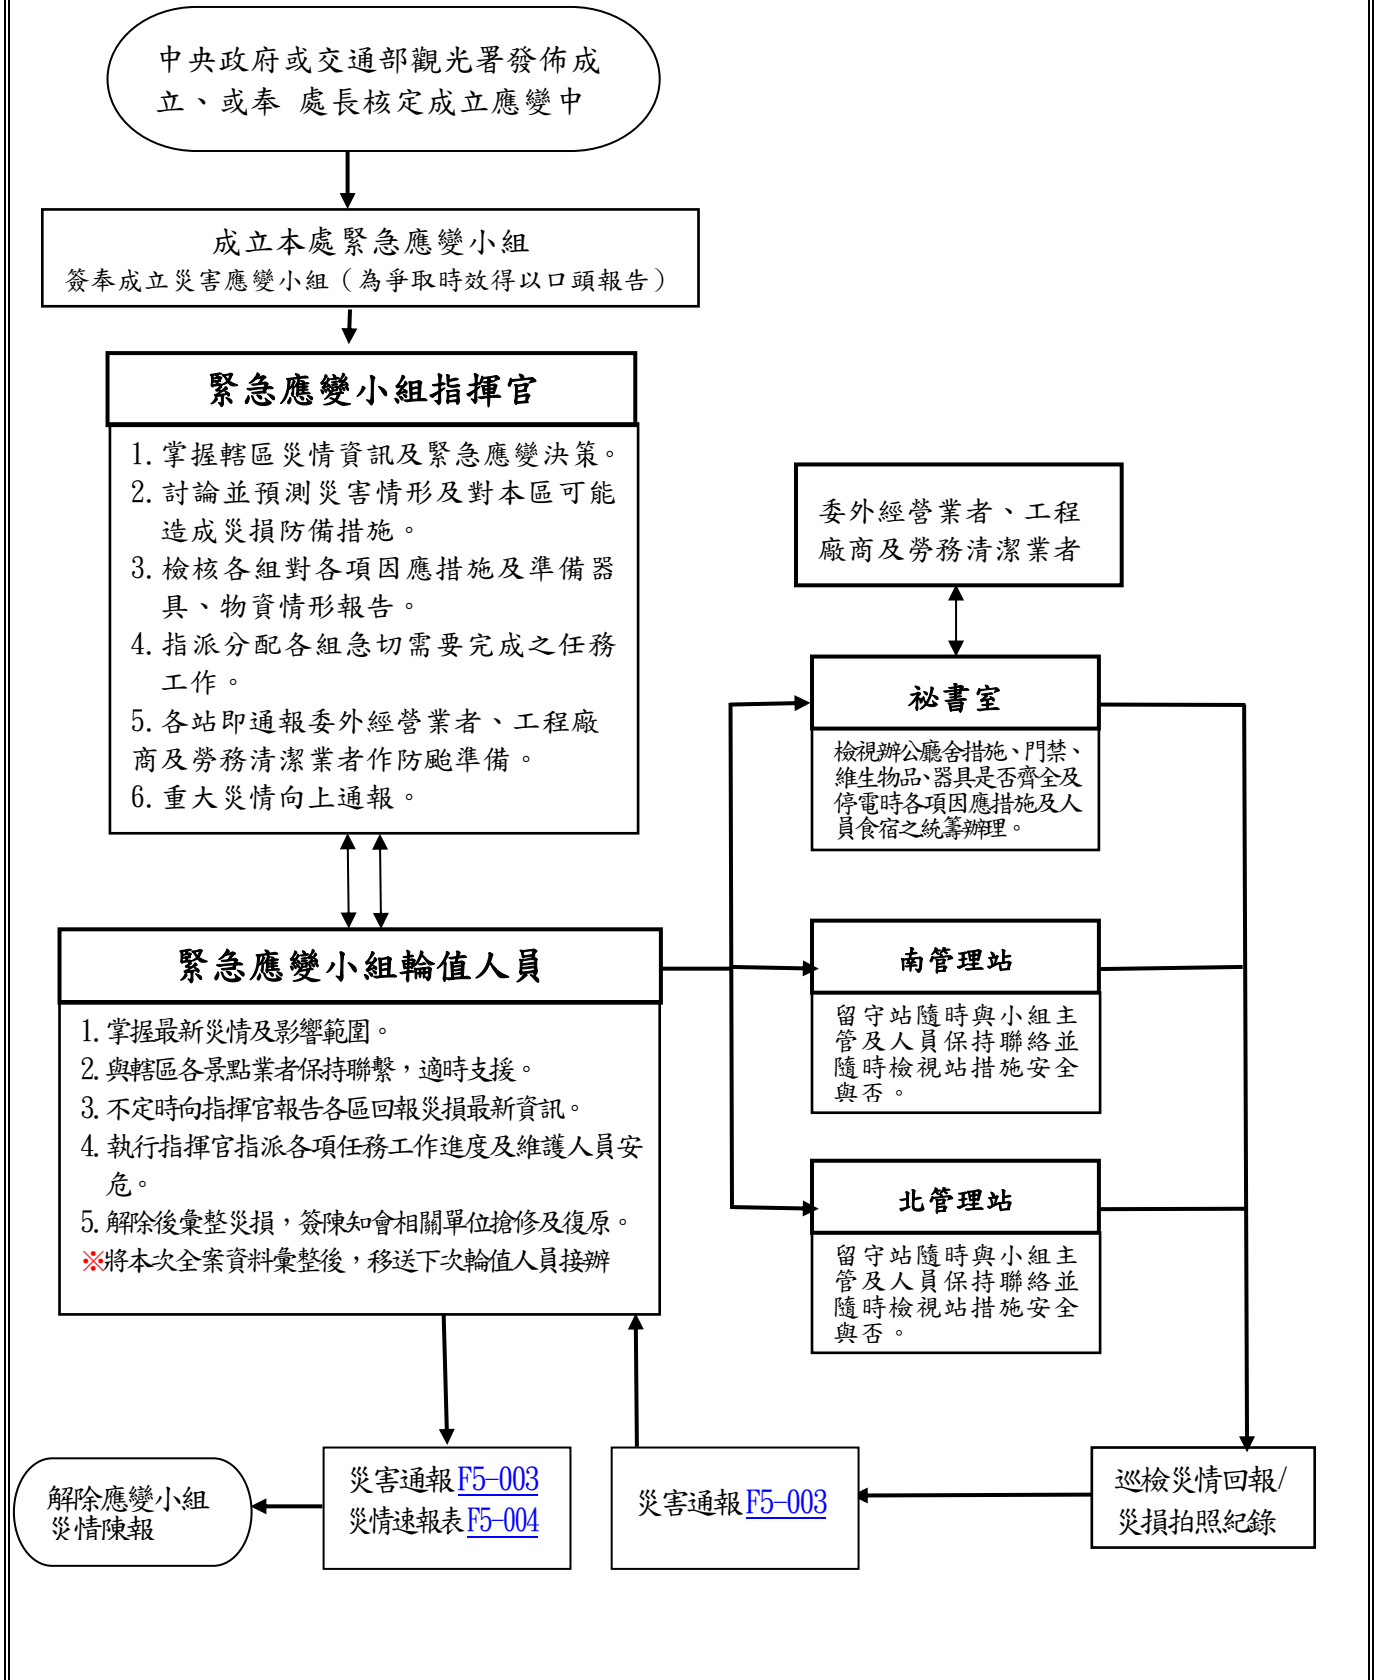 中央政府或交通部觀光署發佈成
立、或奉 處長核定成立應變中
成立本處緊急應變小組
簽奉成立災害應變小組（為爭取時效得以口頭報告）
緊急應變小組指揮官
1.掌握轄區災情資訊及緊急應變決策。
2.討論並預測災害情形及對本區可能
造成災損防備措施。
3.檢核各組對各項因應措施及準備器
具、物資情形報告。
4.指派分配各組急切需要完成之任務
工作。
5.各站即通報委外經營業者、工程廠
商及勞務清潔業者作防颱準備。
6.重大災情向上通報。
委外經營業者、工程
廠商及勞務清潔業者
祕書室
檢視辦公廳舍措施、門禁、
維生物品、器具是否齊全及
停電時各項因應措施及人
員食宿之統籌辦理。
緊急應變小組輪值人員
1.掌握最新災情及影響範圍。
2.與轄區各景點業者保持聯繫，適時支援。
3.不定時向指揮官報告各區回報災損最新資訊。
4.執行指揮官指派各項任務工作進度及維護人員安
危。
5.解除後彙整災損，簽陳知會相關單位搶修及復原。
※將本次全案資料彙整後，移送下次輪值人員接辦
南管理站
留守站隨時與小組主
管及人員保持聯絡並
隨時檢視站措施安全
與否。
北管理站
留守站隨時與小組主
管及人員保持聯絡並
隨時檢視站措施安全
與否。
解除應變小組
災情陳報
災害通報F5-003
災情速報表F5-004
災害通報F5-003
巡檢災情回報/
災損拍照紀錄